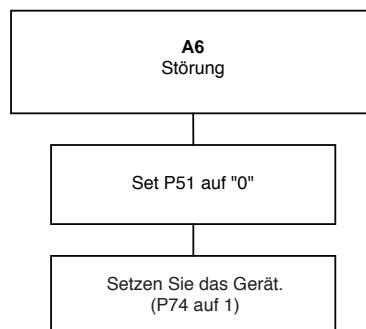 A6
Störung
Set P51 auf "0"
Setzen Sie das Gerät.
(P74 auf 1)